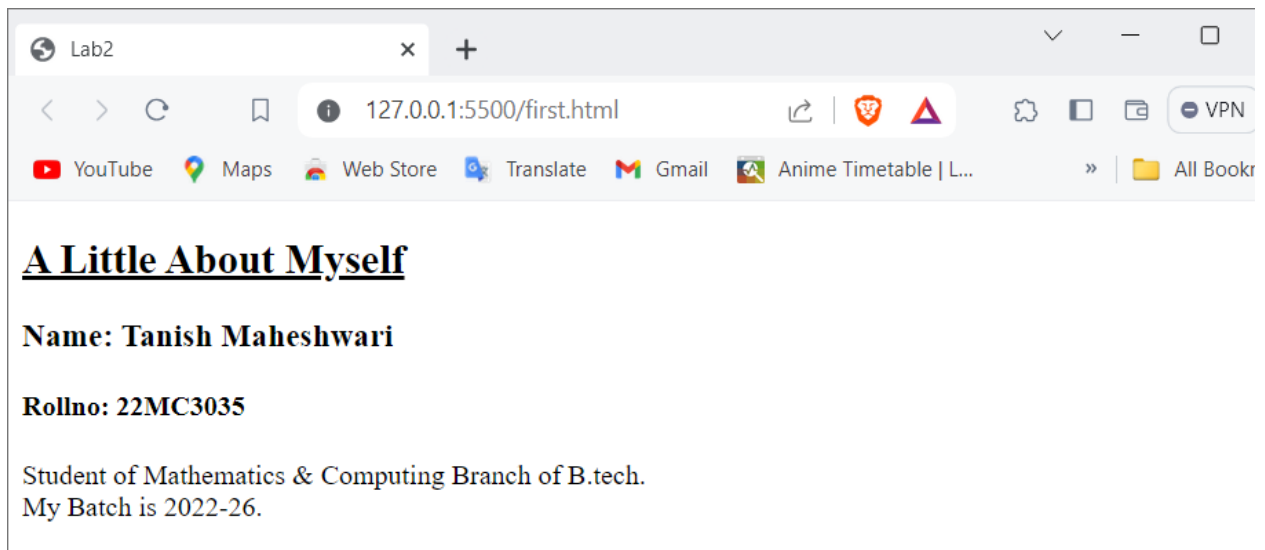 Lab2
127.0.0.1:5500/first.html
VPN
YouTube Maps Web Store Translate Gmail Anime Timetable | L... » All Bookr
A Little About Myself
Name: Tanish Maheshwari
Rollno: 22MC3035
Student of Mathematics & Computing Branch of B.tech.
My Batch is 2022-26.